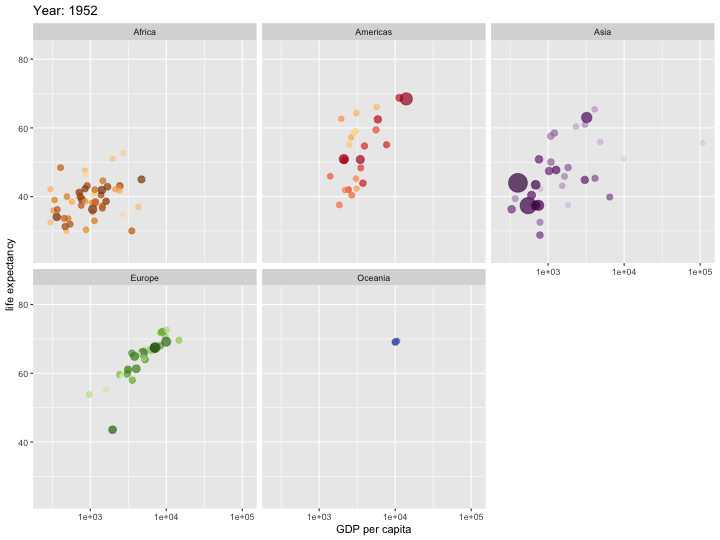 Year: 1952
Africa
Americas
Asia
80
60
40
1e+03
1e+04
1e+05
life expectancy
Europe
Oceania
80
60
40
1e+03
1e+04
1e+05
1e+03
1e+04
1e+05
GDP per capita